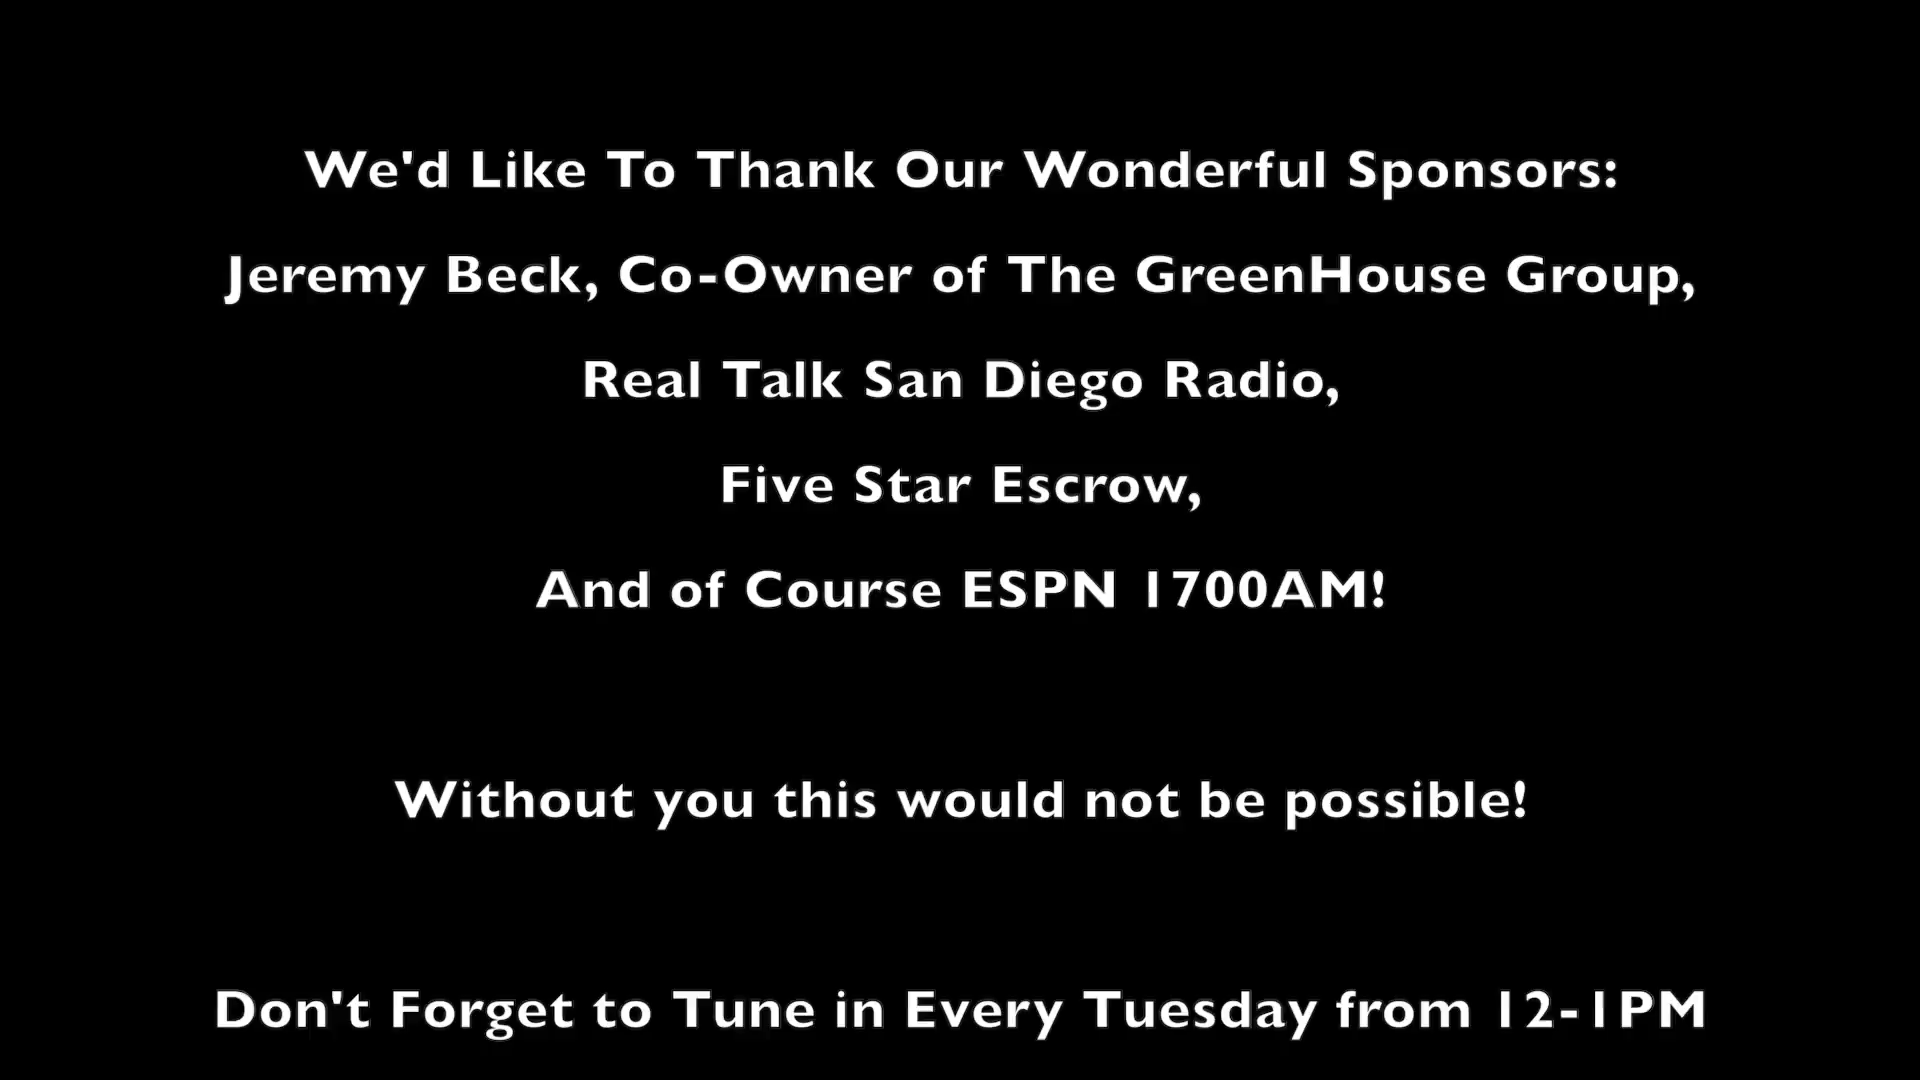 We'd Like To Thank Our Wonderful Sponsors:
Jeremy Beck, Co-Owner of The GreenHouse Group,
Real Talk San Diego Radio,
Five Star Escrow,
And of Course ESPN 1700AM!
Without you this would not be possible!
Don't Forget to Tune in Every Tuesday from 12-1PM